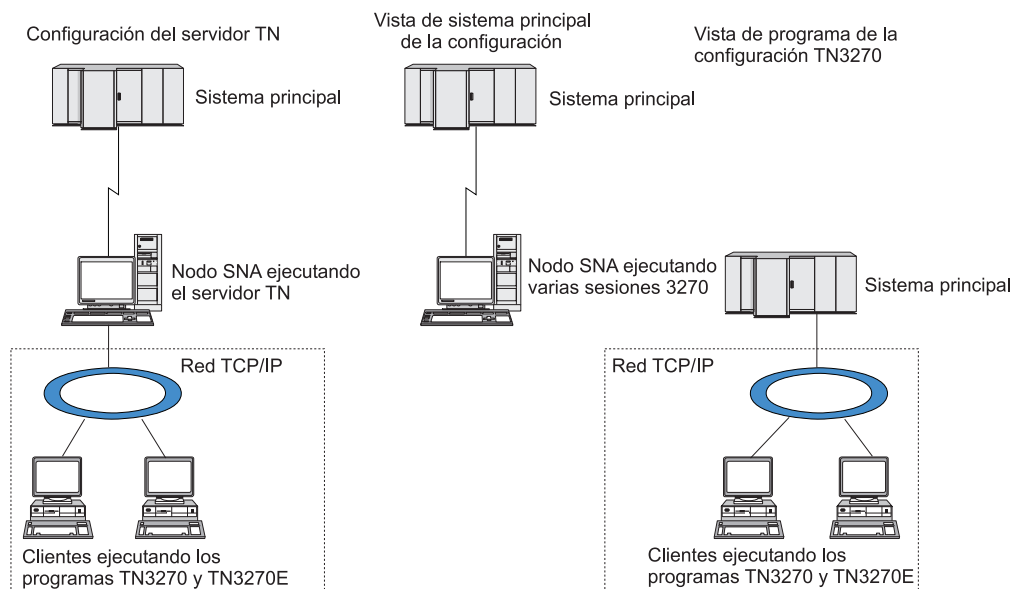 Configuración del servidor TN
Sistema principal
Nodo SNA ejecutando
el servidor TN
Red TCP/IP
Clientes ejecutando los
programas TN3270 y TN3270E
Vista de sistema principal
de la configuración
Sistema principal
Nodo SNA ejecutando
varias sesiones 3270
Vista de programa de la
configuración TN3270
Sistema principal
Red TCP/IP
Clientes ejecutando los
programas TN3270 y TN3270E